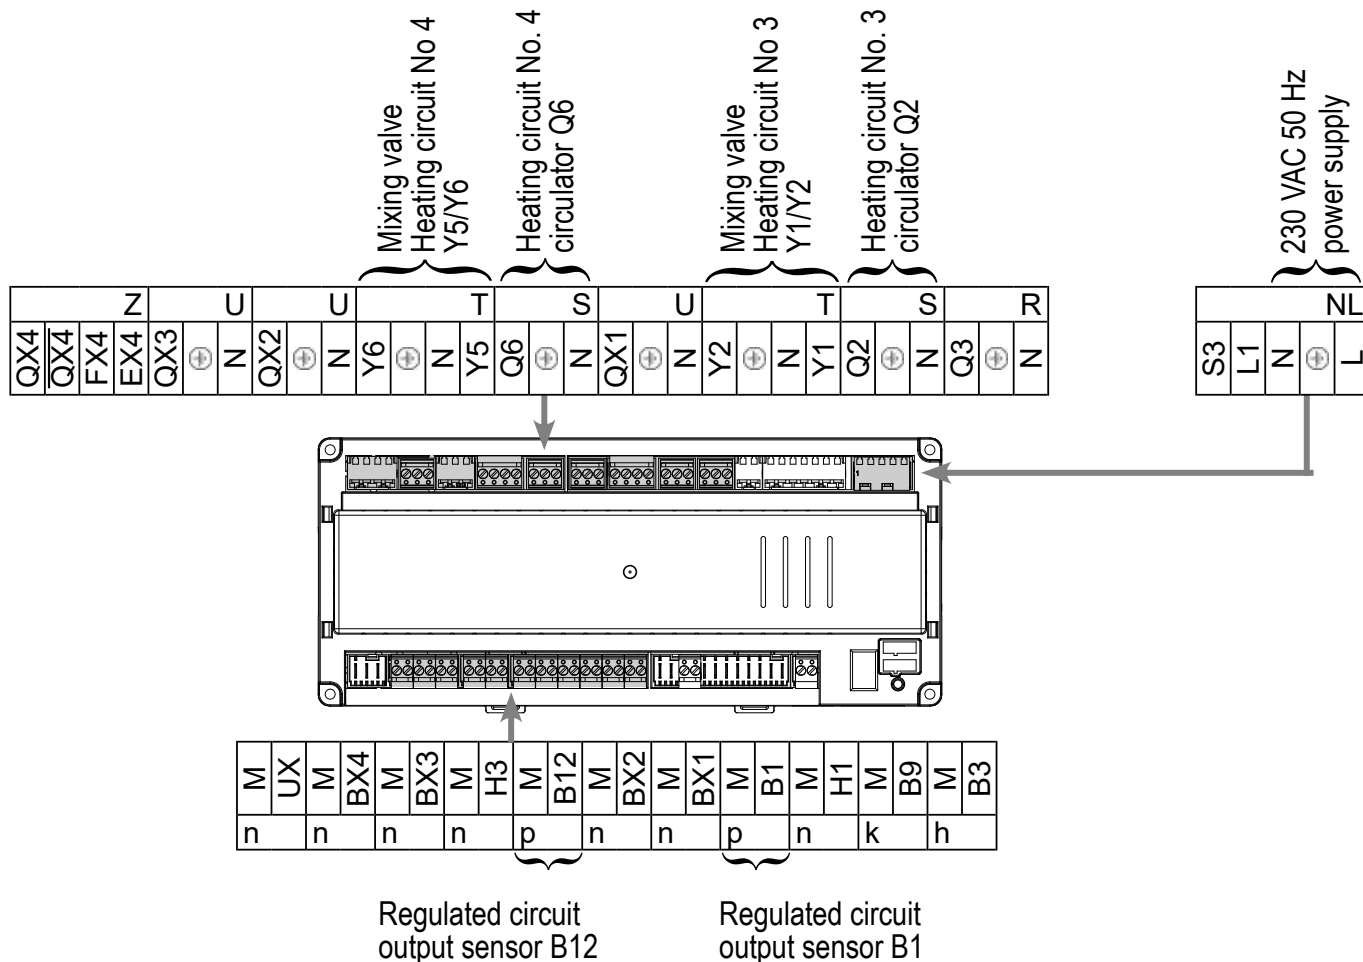 Mixing valve
Heating circuit No 4
Y5/Y6
Heating circuit No. 4
circulator Q6
Mixing valve
Heating circuit No 3
Y1/Y2
Heating circuit No. 3
circulator Q2
230 VAC 50 Hz
power supply
Z U U T S U T S R
QX4 QX4 FX4 EX4 QX3 N QX2 N Y6 N Y5 Q6 N QX1 N Y2 N Y1 Q2 N Q3 N
NL
S3 L1 N L
1
M UX M BX4 M BX3 M H3 M B12 M BX2 M BX1 M B1 M H1 M B9 M B3
n n n n p n n p n k h
Regulated circuit
output sensor B12
Regulated circuit
output sensor B1